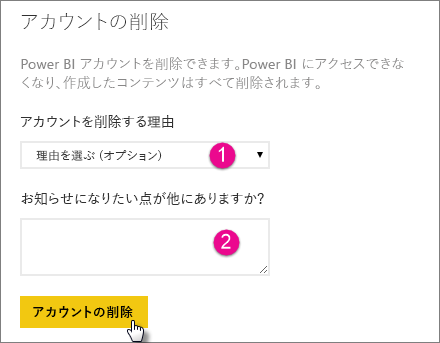 アカウントの削除
Power BI アカウントを削除できます。Power BI にアクセスできな
くなり、作成したコンテンツはすべて削除されます。
アカウントを削除する理由
理由を選ぶ (オプション) 1
お知らせになりたい点が他にありますか?
2
アカウントの削除